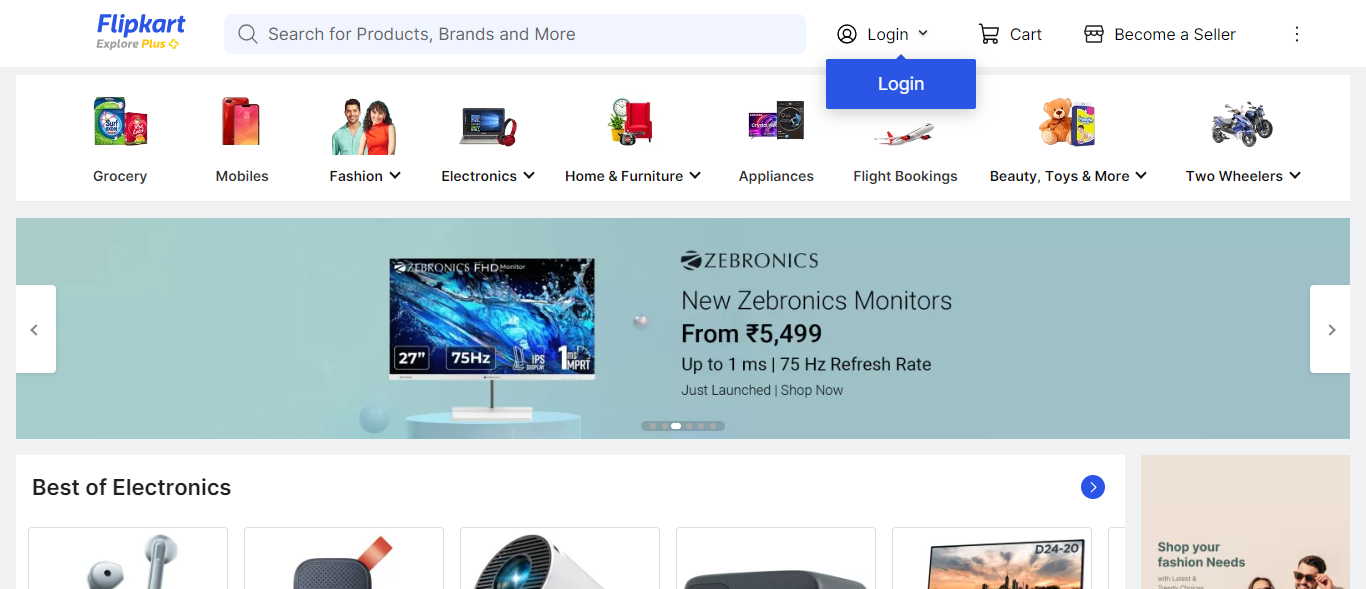 Flipkart
Explore Plus
Search for Products, Brands and More
Login
Cart
Become a Seller
Login
Surf excel
Grocery
Mobiles
Fashion
Electronics
Home & Furniture
Appliances
Flight Bookings
Beauty, Toys & More
Two Wheelers
ZEBRONICS FHD Monitor
27”
75Hz
IPS
DISPLAY
1ms
MPRT
ZEBRONICS
New Zebronics Monitors
From ₹5,499
Up to 1 ms | 75 Hz Refresh Rate
Just Launched | Shop Now
Best of Electronics
D24-20
Shop your
fashion Needs
with Latest &
Trendy Choices